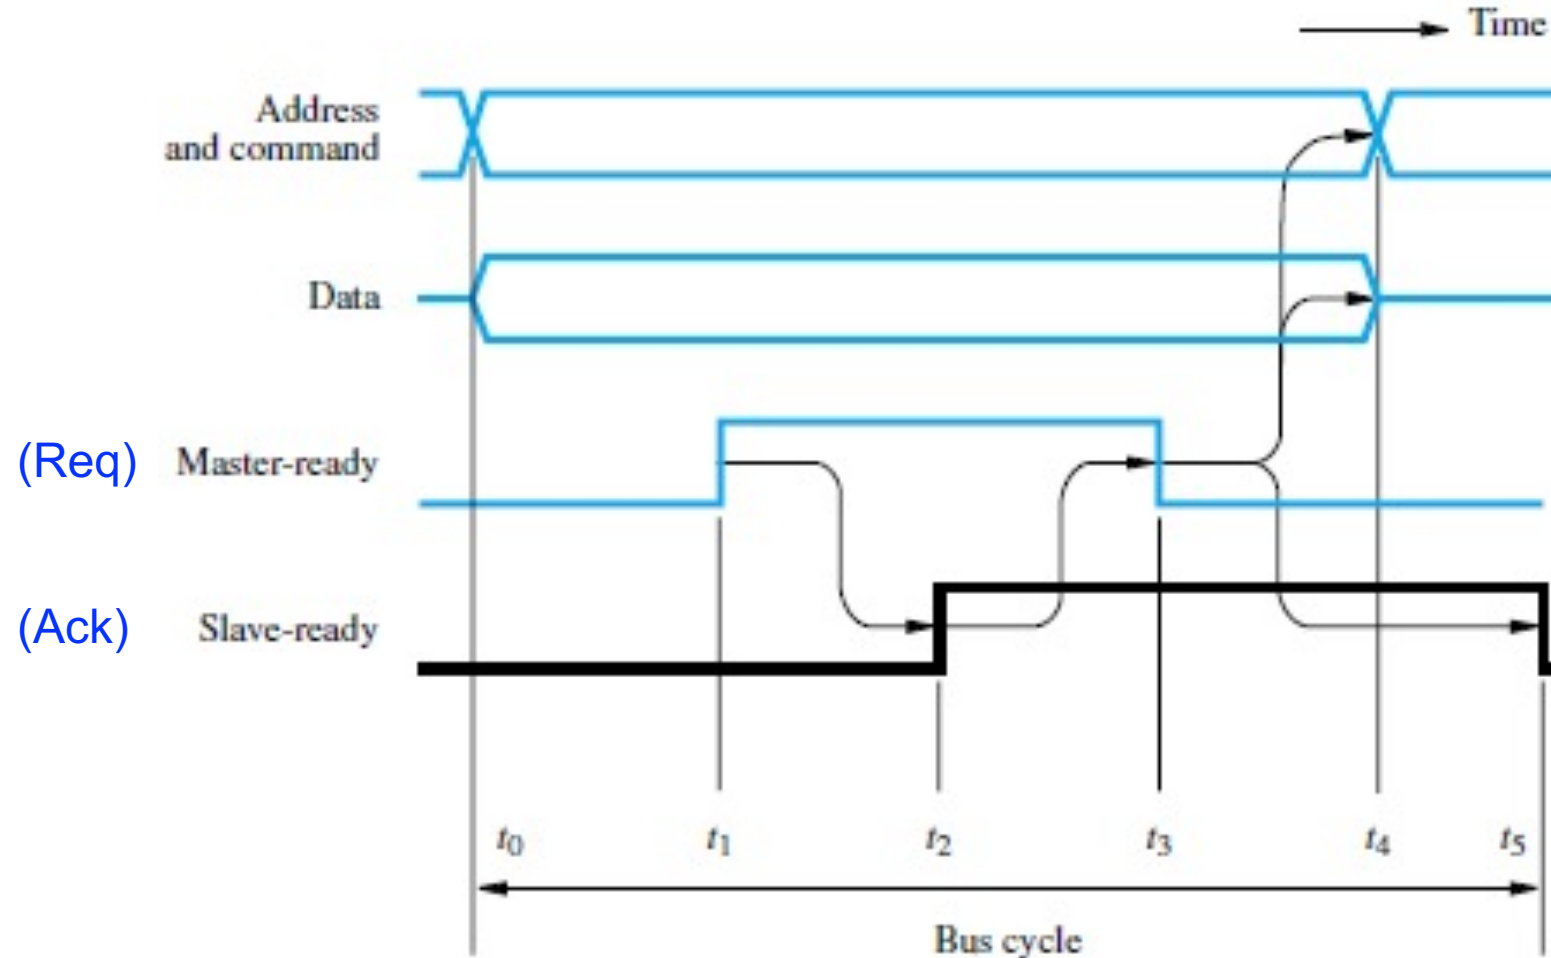 Time
Address
and command
Data
(Req) Master-ready
(Ack) Slave-ready
t0 t1 t2 t3 t4 t5
Bus cycle